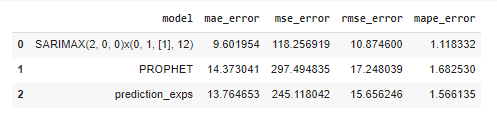 model mae_error mse_error rmse_error mape_error
0 SARIMAX(2, 0, 0)x(0, 1, [1], 12) 9.601954 118.256919 10.874600 1.118332
1 PROPHET 14.373041 297.494835 17.248039 1.682530
2 prediction_exps 13.764653 245.118042 15.656246 1.566135